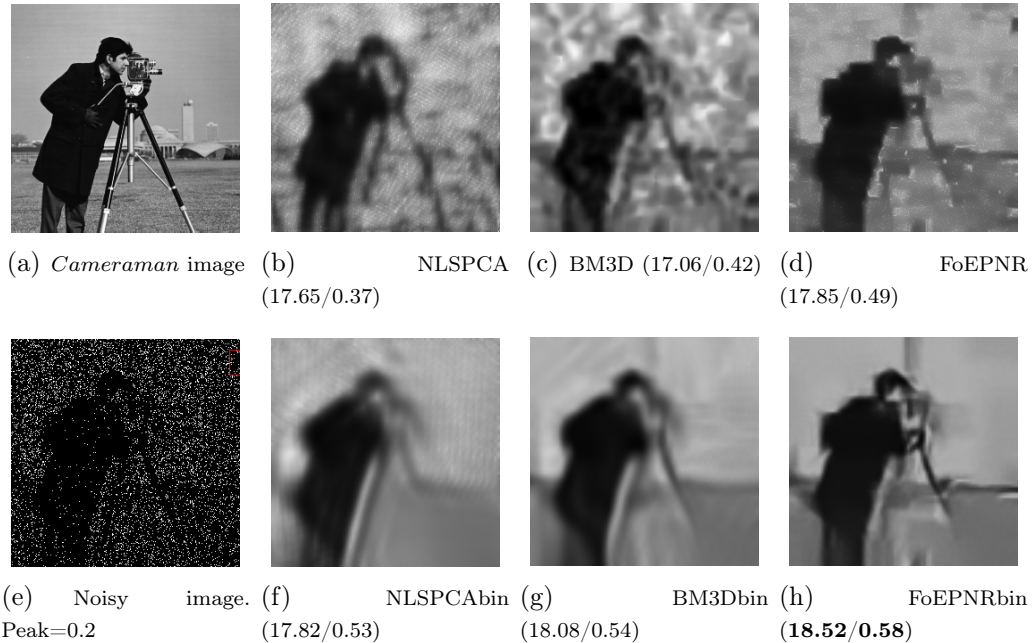 (a) Cameraman image
(b) NLSPCA
(17.65/0.37)
(c) BM3D (17.06/0.42)
(d) FoEPNR
(17.85/0.49)
(e) Noisy image.
Peak=0.2
(f) NLSPCAbin
(17.82/0.53)
(g) BM3Dbin
(18.08/0.54)
(h) FoEPNRbin
(18.52/0.58)